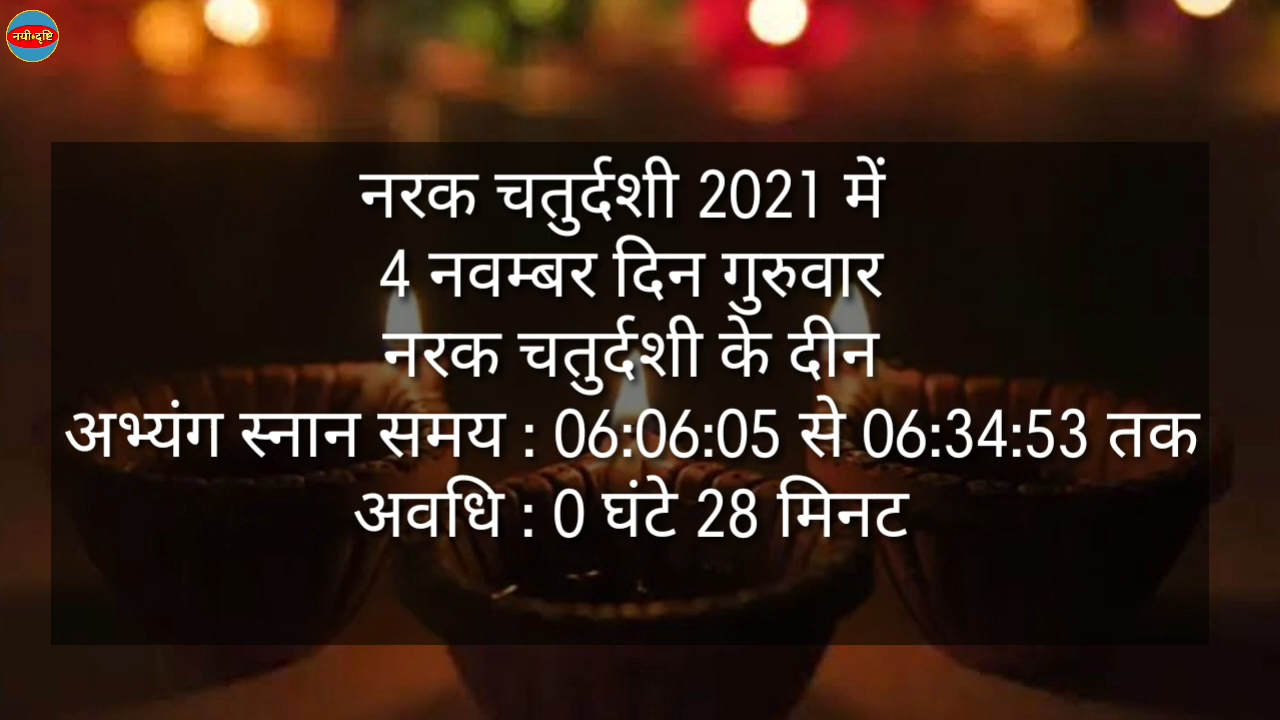 नयी दृष्टि
नरक चतुर्दशी 2021 में
4 नवम्बर दिन गुरुवार
नरक चतुर्दशी के दीन
अभ्यंग स्नान समय : 06:06:05 से 06:34:53 तक
अवधि : 0 घंटे 28 मिनट